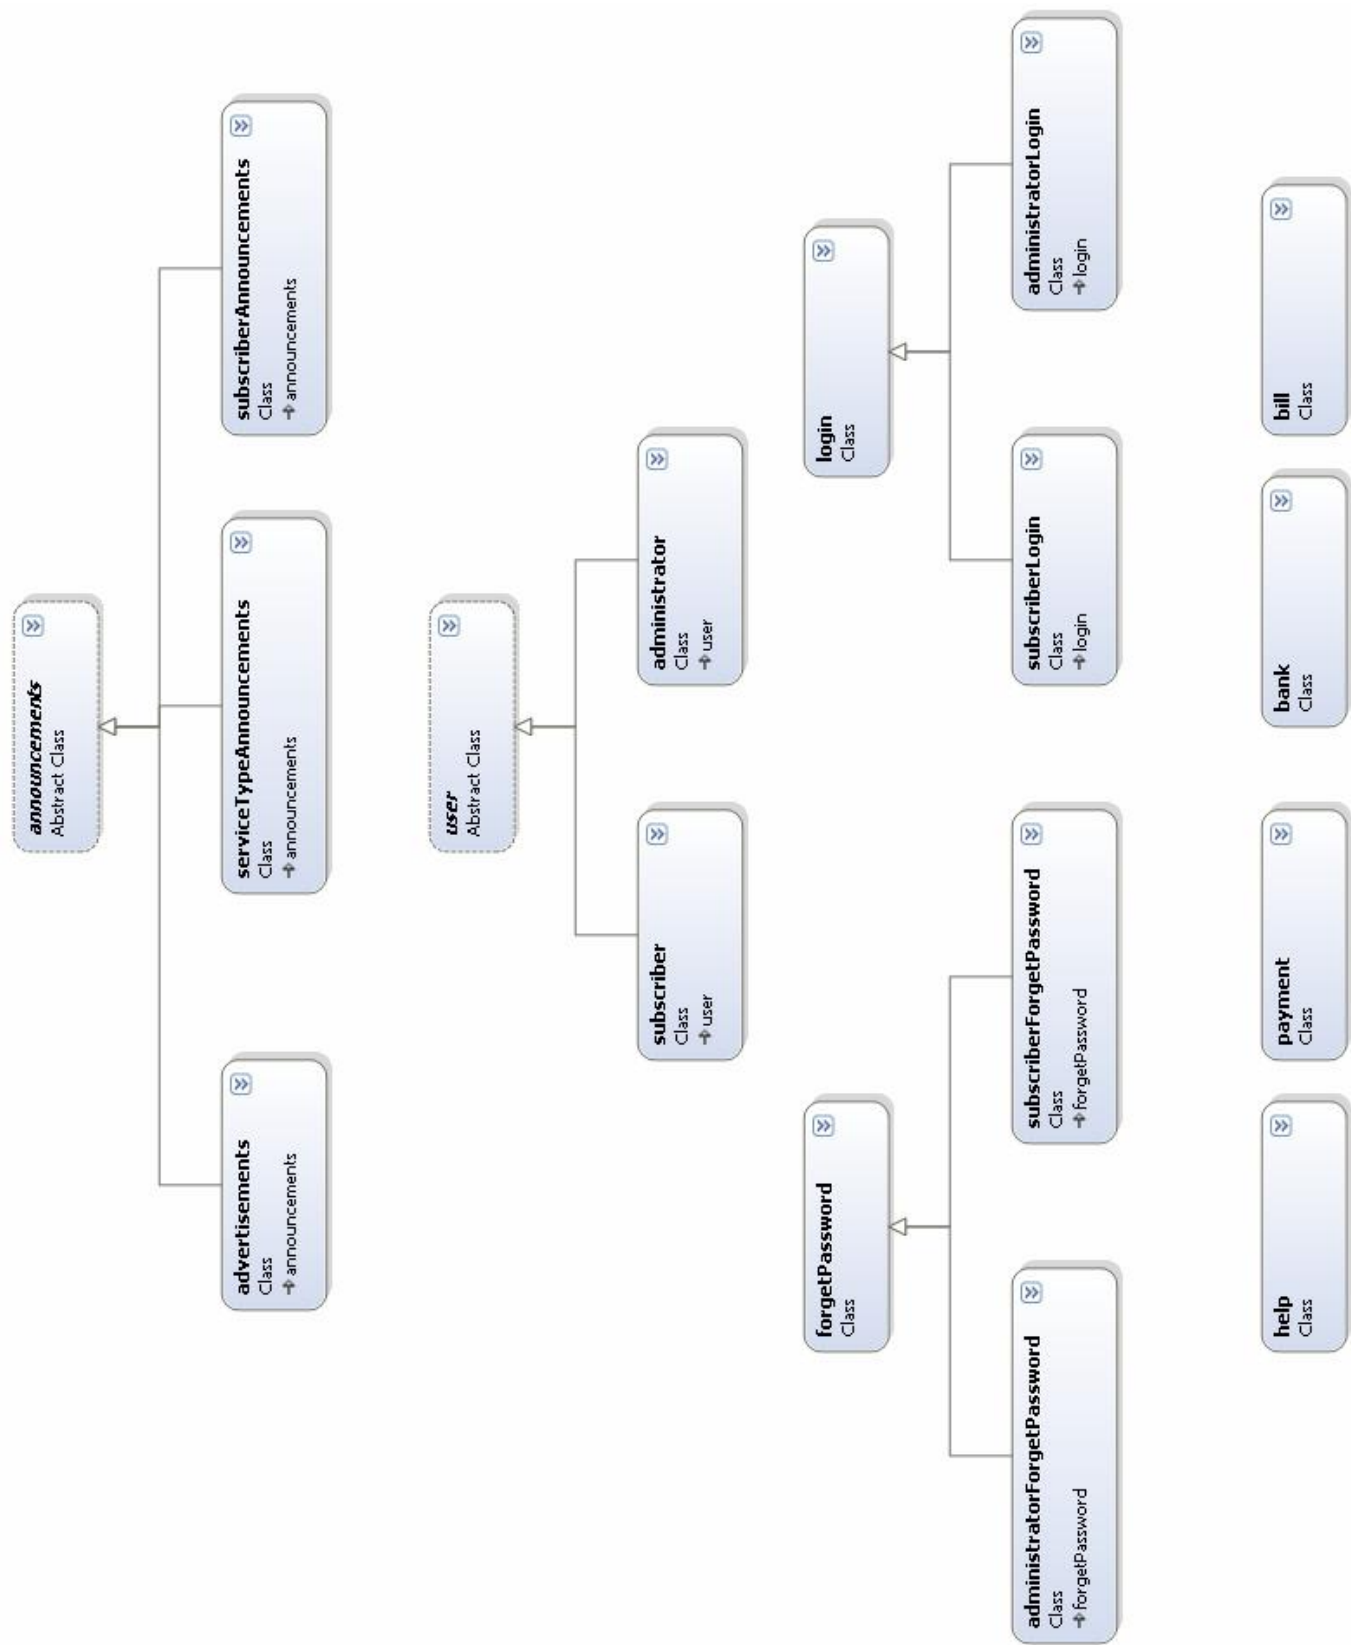 announcements
Abstract Class
advertisements
Class
announcements
serviceTypeAnnouncements
Class
announcements
subscriberAnnouncements
Class
announcements
user
Abstract Class
subscriber
Class
user
administrator
Class
user
forgetPassword
Class
login
Class
administratorForgetPassword
Class
forgetPassword
subscriberForgetPassword
Class
forgetPassword
subscriberLogin
Class
login
administratorLogin
Class
login
help
Class
payment
Class
bank
Class
bill
Class